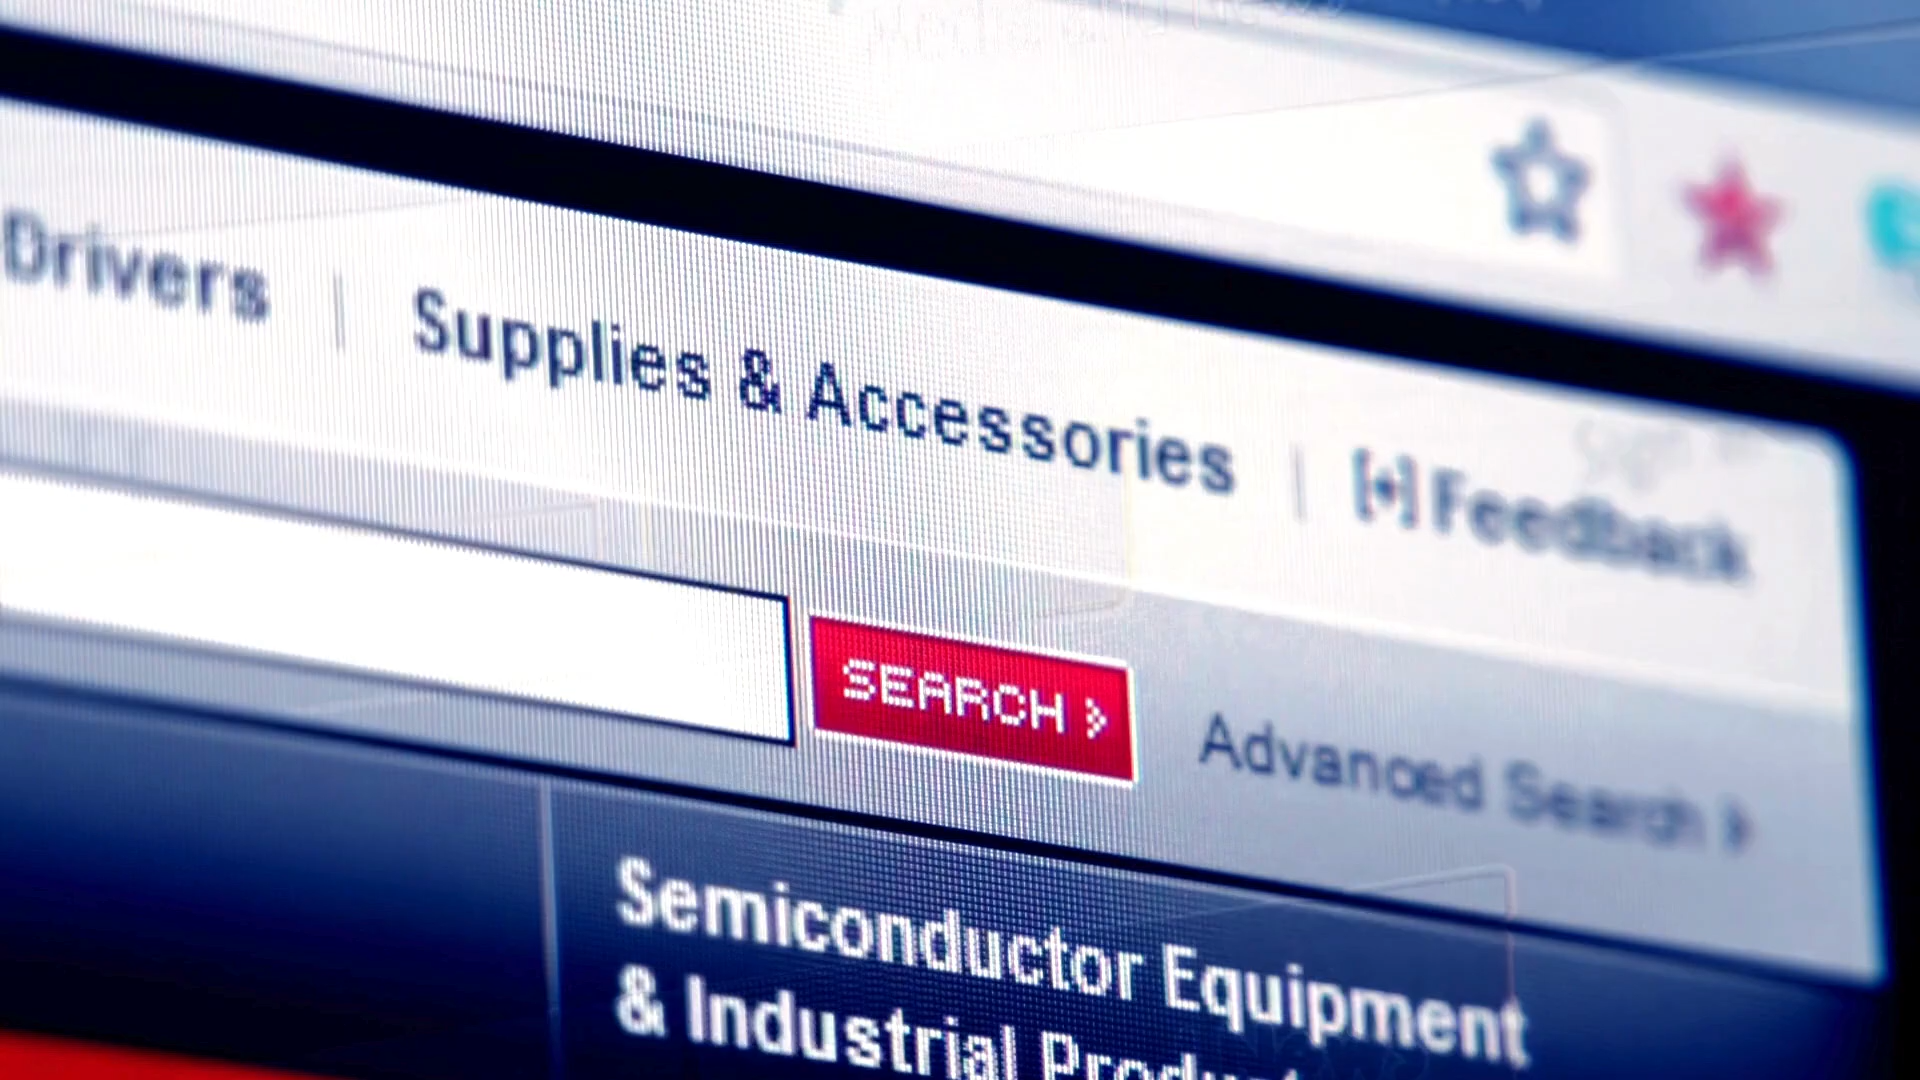 Drivers | Supplies & Accessories | [+] Feedback
SEARCH >
Advanced Search >
Semiconductor Equipment
& Industrial